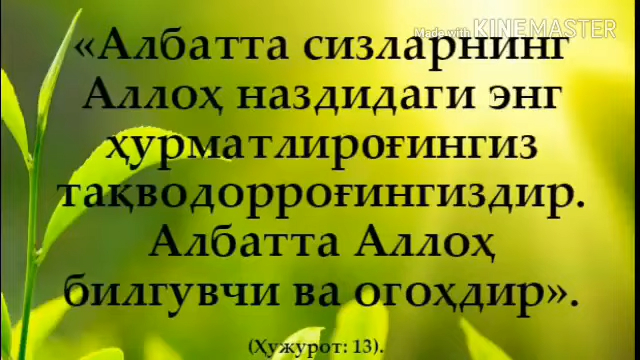 Made with KINEMASTER
«Албатта сизларнинг
Аллоҳ наздидаги энг
ҳурматлироғингиз
тақводорроғингиздир.
Албатта Аллоҳ
билгувчи ва огоҳдир».
(Ҳужурот: 13).